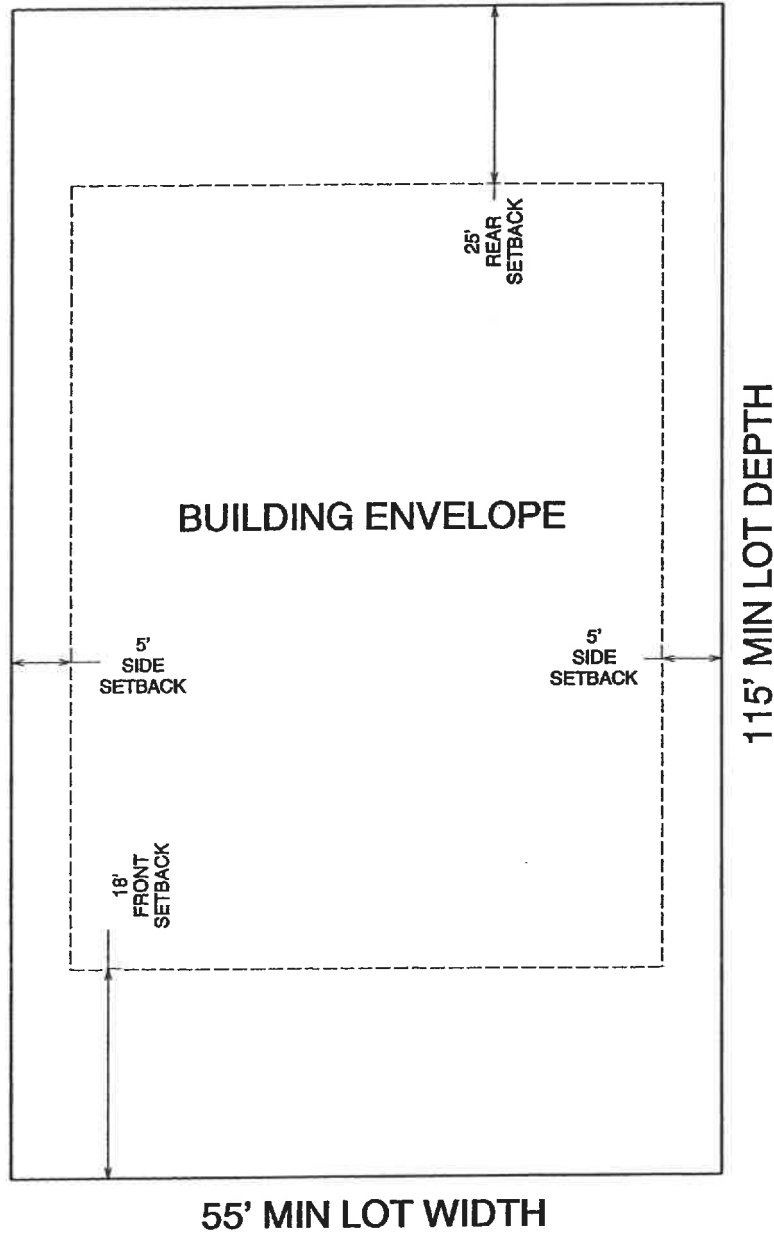 25'
REAR
SETBACK
BUILDING ENVELOPE
5'
SIDE
SETBACK
5'
SIDE
SETBACK
18'
FRONT
SETBACK
115' MIN LOT DEPTH
55' MIN LOT WIDTH